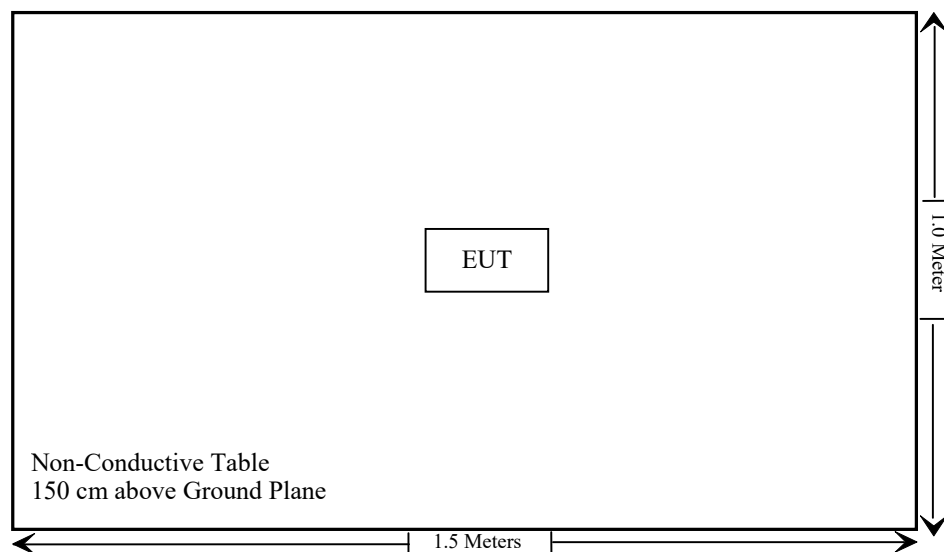 EUT
1.0 Meter
Non-Conductive Table
150 cm above Ground Plane
1.5 Meters